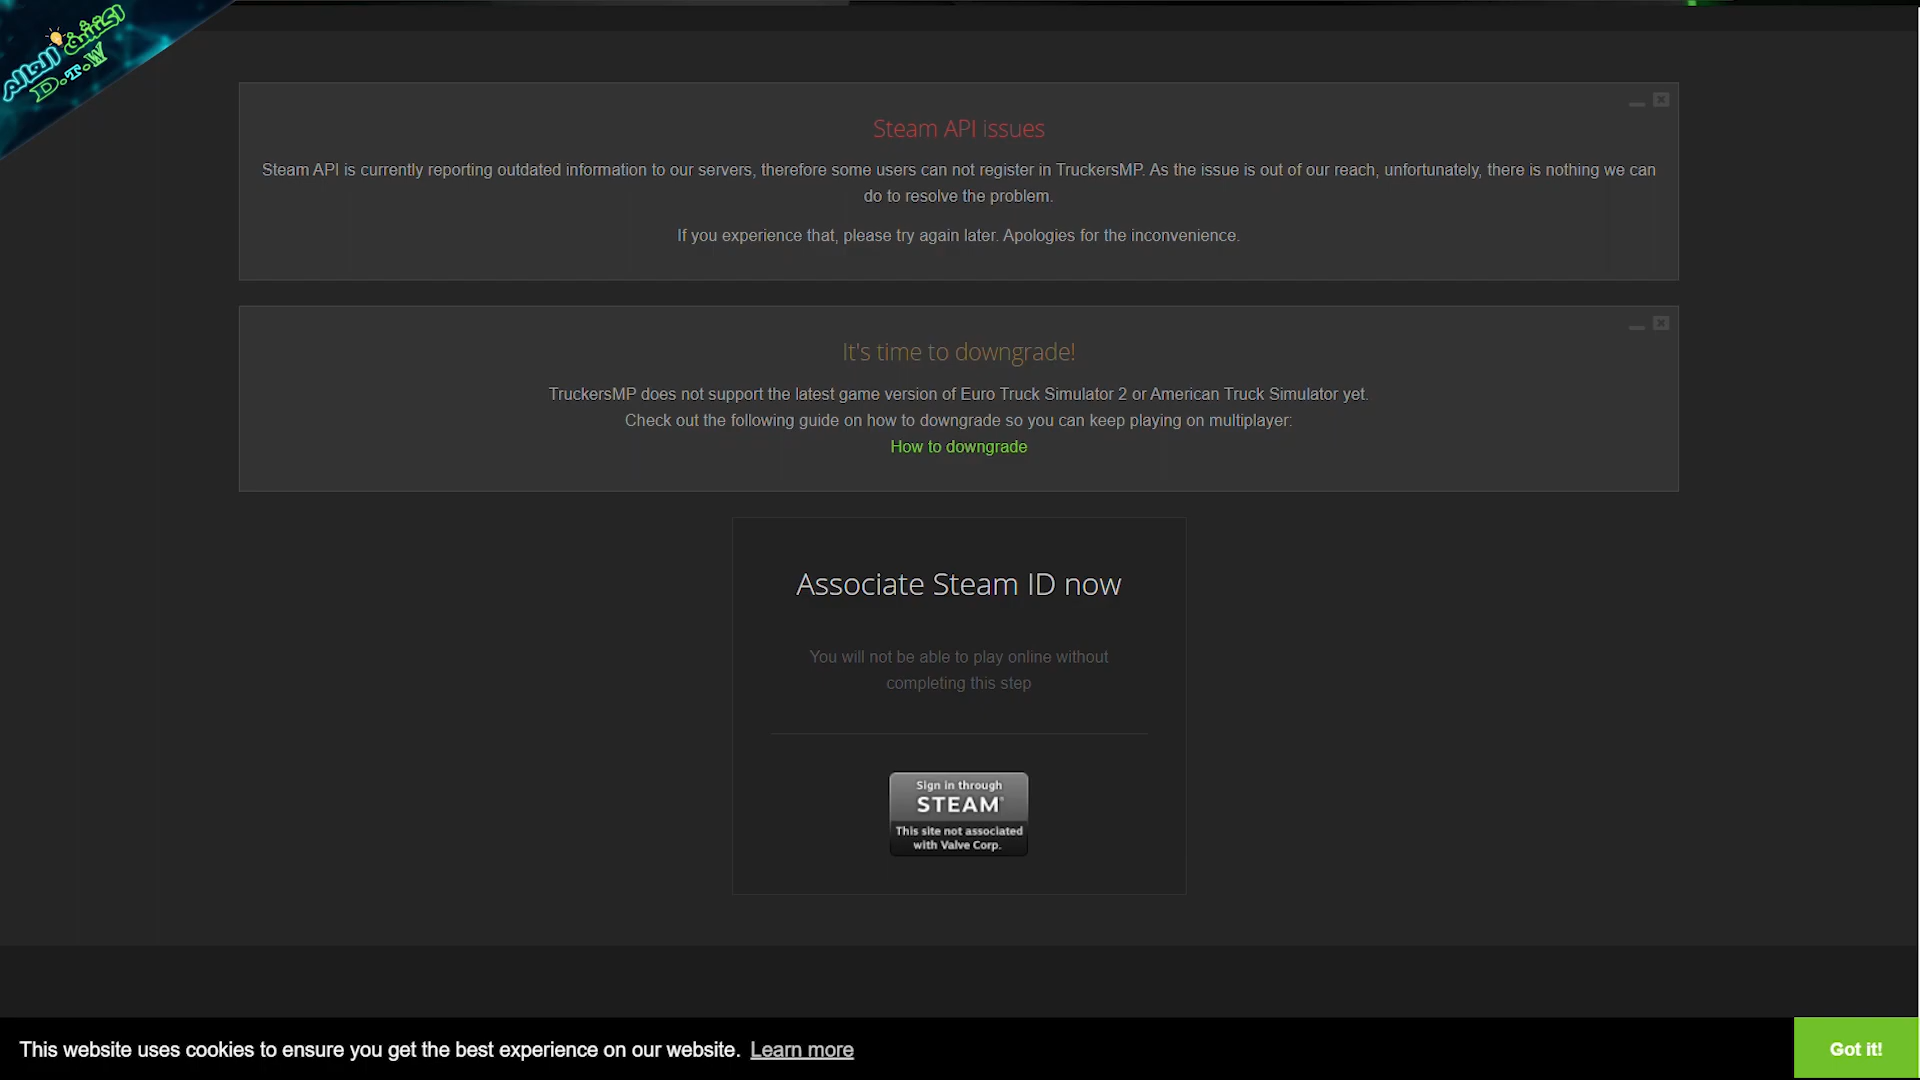 اكتشف العالم
D.T.W
Steam API issues
Steam API is currently reporting outdated information to our servers, therefore some users can not register in TruckersMP. As the issue is out of our reach, unfortunately, there is nothing we can
do to resolve the problem.
If you experience that, please try again later. Apologies for the inconvenience.
It's time to downgrade!
TruckersMP does not support the latest game version of Euro Truck Simulator 2 or American Truck Simulator yet.
Check out the following guide on how to downgrade so you can keep playing on multiplayer:
How to downgrade
Associate Steam ID now
You will not be able to play online without
completing this step
Sign in through
STEAM®
This site not associated
with Valve Corp.
This website uses cookies to ensure you get the best experience on our website. Learn more
Got it!